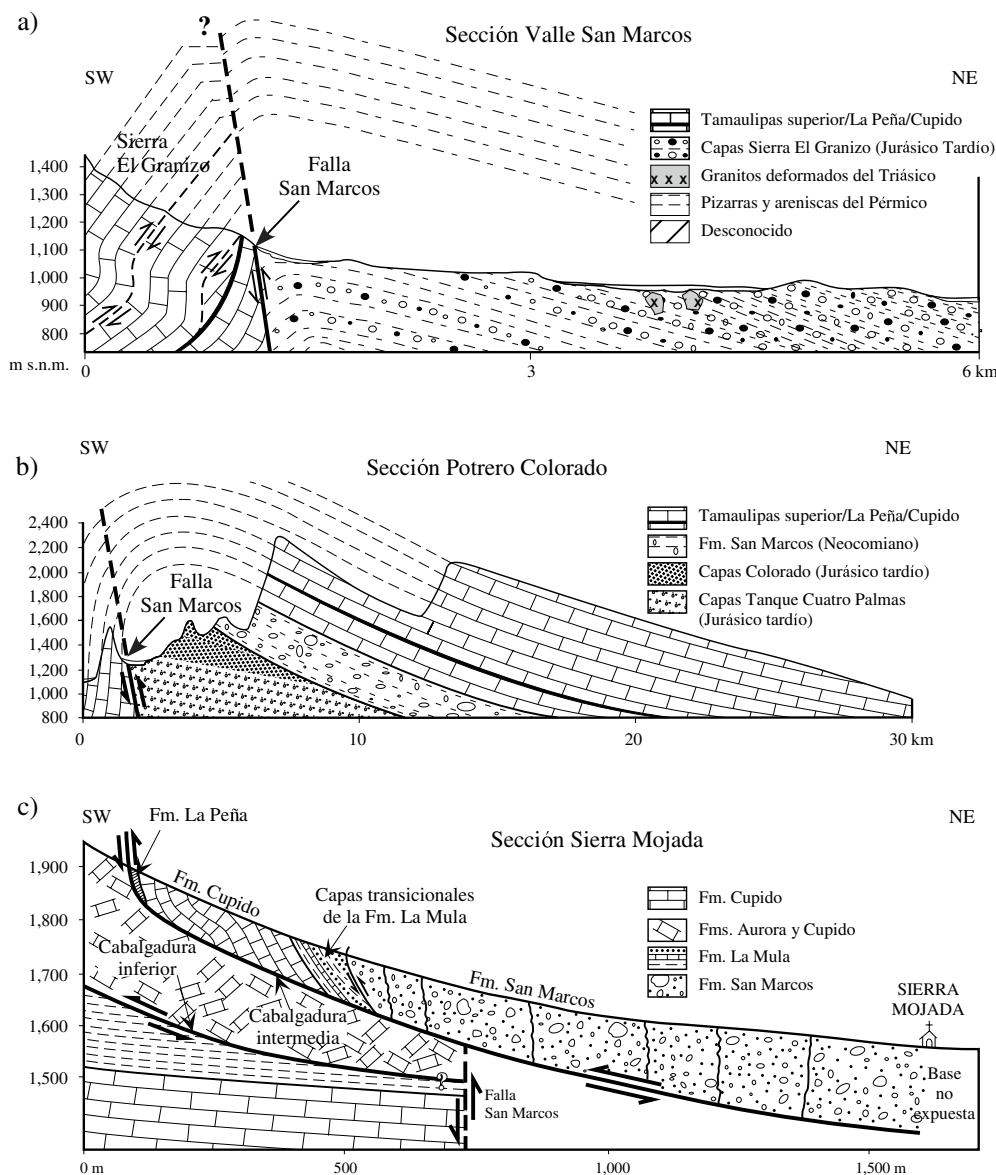 a)
Sección Valle San Marcos
SW
NE
?
Sierra
El Granizo
Falla
San Marcos
Tamaulipas superior/La Peña/Cupido
Capas Sierra El Granizo (Jurásico Tardío)
Granitos deformados del Triásico
Pizarras y areniscas del Pérmico
Desconocido
1,400
1,300
1,200
1,100
1,000
900
800
m s.n.m.
0
3
6 km
x x x
x
x
b)
SW
NE
Sección Potrero Colorado
Falla
San Marcos
Tamaulipas superior/La Peña/Cupido
Fm. San Marcos (Neocomiano)
Capas Colorado (Jurásico tardío)
Capas Tanque Cuatro Palmas
(Jurásico tardío)
2,400
2,200
2,000
1,800
1,600
1,400
1,200
1,000
800
0
10
20
30 km
c)
SW
NE
Fm. La Peña
Sección Sierra Mojada
Fm. Cupido
Capas transicionales
de la Fm. La Mula
Cabalgadura
inferior
Cabalgadura
intermedia
Fm. San Marcos
Fm. Cupido
Fms. Aurora y Cupido
Fm. La Mula
Fm. San Marcos
SIERRA
MOJADA
Base
no
expuesta
?
Falla
San Marcos
1,900
1,800
1,700
1,600
1,500
0 m
500
1,000
1,500 m